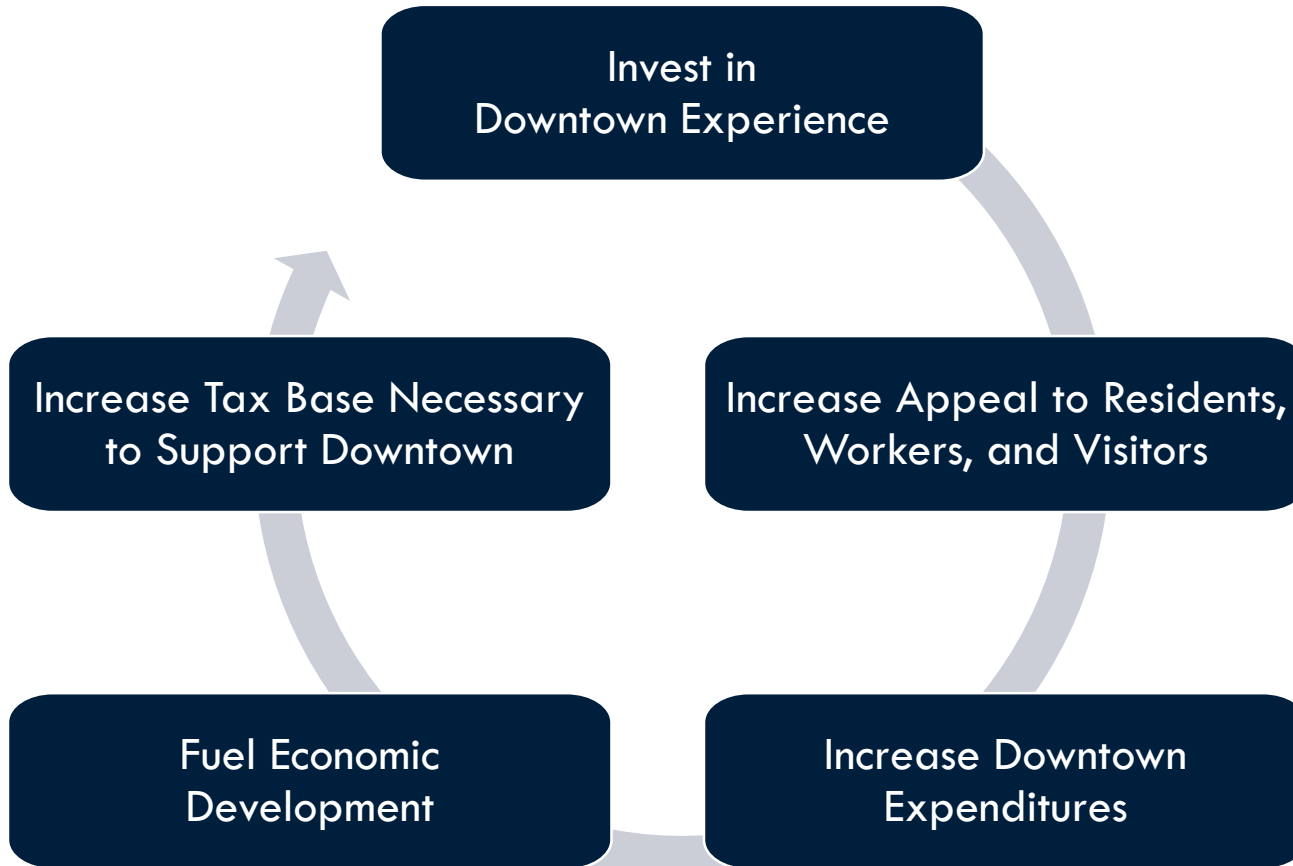 Invest in
Downtown Experience
Increase Appeal to Residents,
Workers, and Visitors
Increase Downtown
Expenditures
Fuel Economic
Development
Increase Tax Base Necessary
to Support Downtown